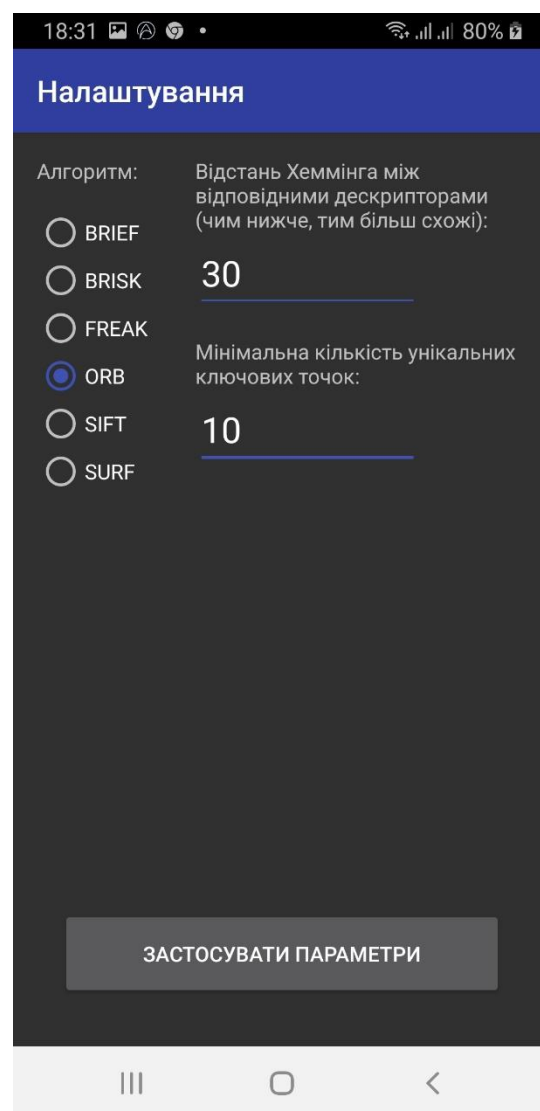 18:31 80%
Налаштування
Алгоритм:
BRIEF
BRISK
FREAK
ORB
SIFT
SURF
Відстань Хеммінга між
відповідними дескрипторами
(чим нижче, тим більш схожі):
30
Мінімальна кількість унікальних
ключових точок:
10
ЗАСТОСУВАТИ ПАРАМЕТРИ